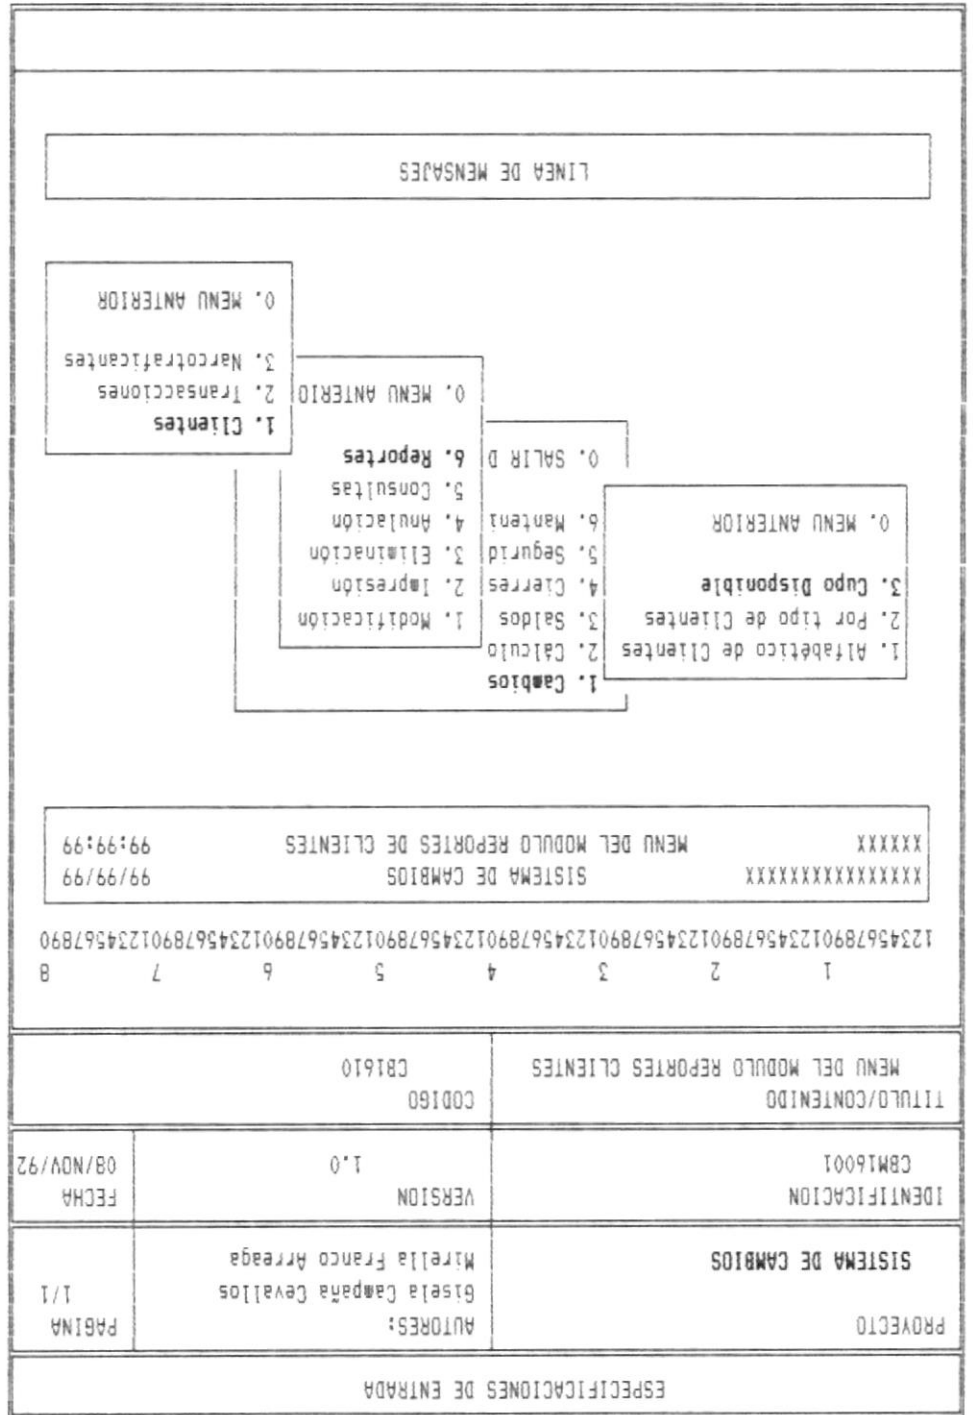 ESPECIFICACIONES DE ENTRADA
PROYECTO
SISTEMA DE CAMBIOS
AUTORES:
Gisela Campaña Cevallos
Mirella Franco Arreaga
PAGINA
1/1
IDENTIFICACION
CBM16001
VERSION
1.0
FECHA
08/NOV/92
TITULO/CONTENIDO
MENU DEL MODULO REPORTES CLIENTES
CODIGO
CB1610
1 2 3 4 5 6 7 8
12345678901234567890123456789012345678901234567890123456789012345678901234567890
XXXXXXXXXXXXXXXX SISTEMA DE CAMBIOS 99/99/99
XXXXXX MENU DEL MODULO REPORTES DE CLIENTES 99:99:99
1. Cambios
2. Cálculo
3. Saldos
4. Cierres
5. Segurid
6. Manteni
0. SALIR D
1. Modificación
2. Impresión
3. Eliminación
4. Anulación
5. Consultas
6. Reportes
0. MENU ANTERIO
1. Clientes
2. Transacciones
3. Narcotraficantes
0. MENU ANTERIOR
1. Alfabético de Clientes
2. Por tipo de Clientes
3. Cupo Disponible
0. MENU ANTERIOR
LINEA DE MENSAJES